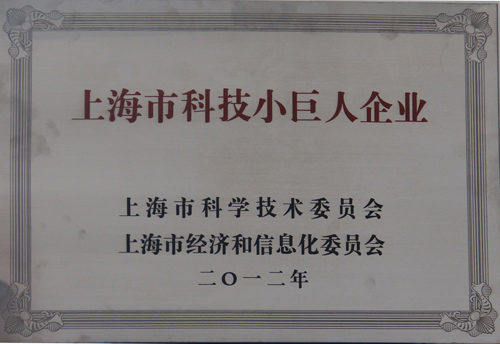 上海市科技小巨人企业
上海市科学技术委员会
上海市经济和信息化委员会
二〇一二年